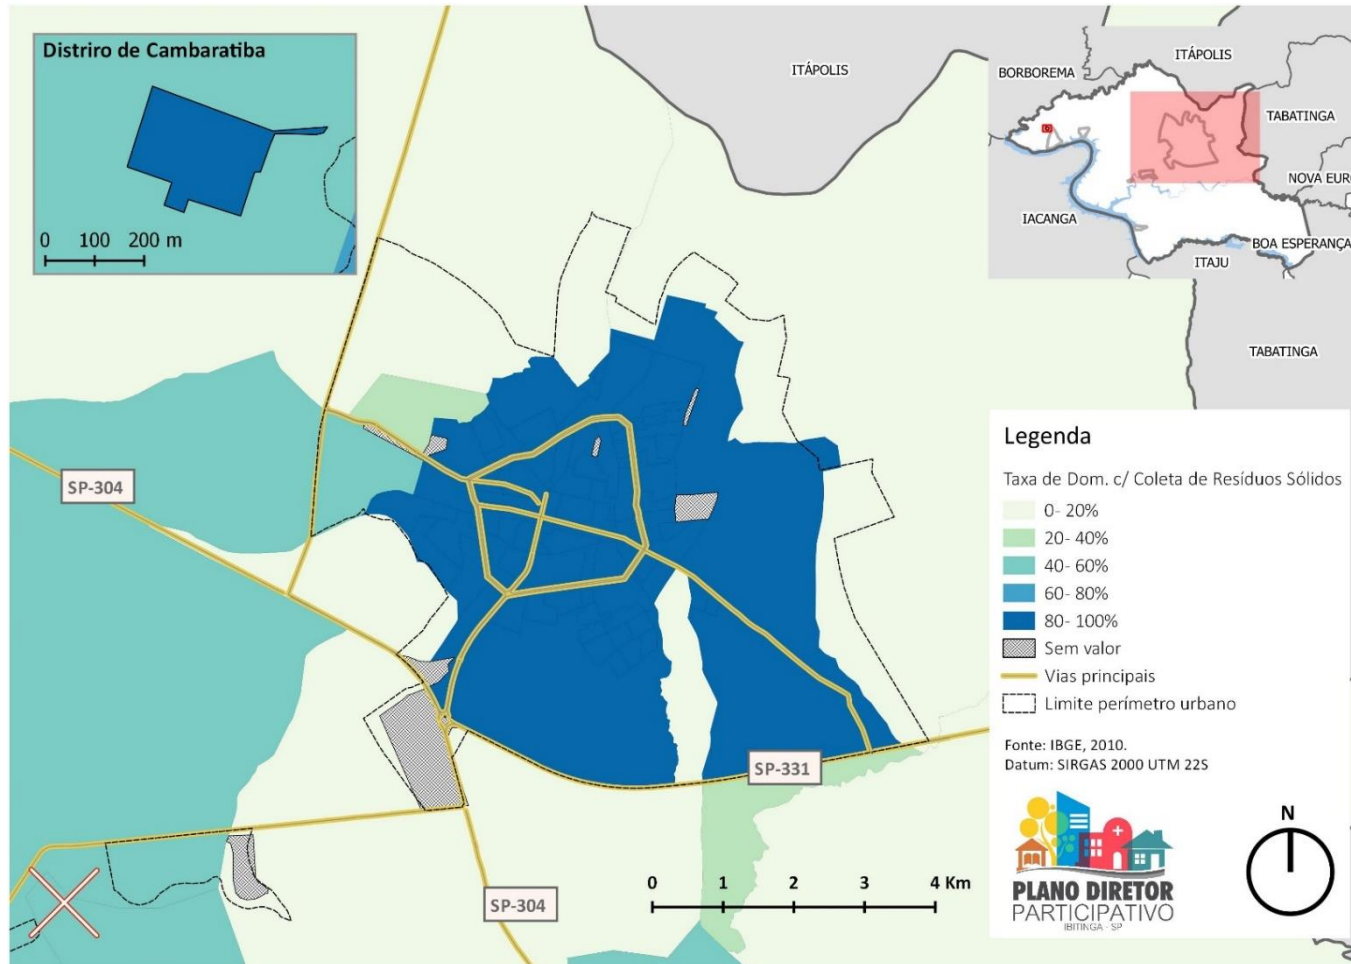 Distriro de Cambaratiba
0 100 200 m
ITÁPOLIS
BORBOREMA
ITÁPOLIS
TABATINGA
NOVA EURO
IACANGA
BOA ESPERANÇA
ITAJU
TABATINGA
SP-304
SP-331
SP-304
0 1 2 3 4 Km
Legenda
Taxa de Dom. c/ Coleta de Resíduos Sólidos
0- 20%
20- 40%
40- 60%
60- 80%
80- 100%
Sem valor
Vias principais
Limite perímetro urbano
Fonte: IBGE, 2010.
Datum: SIRGAS 2000 UTM 22S
PLANO DIRETOR
PARTICIPATIVO
IBITINGA - SP
N